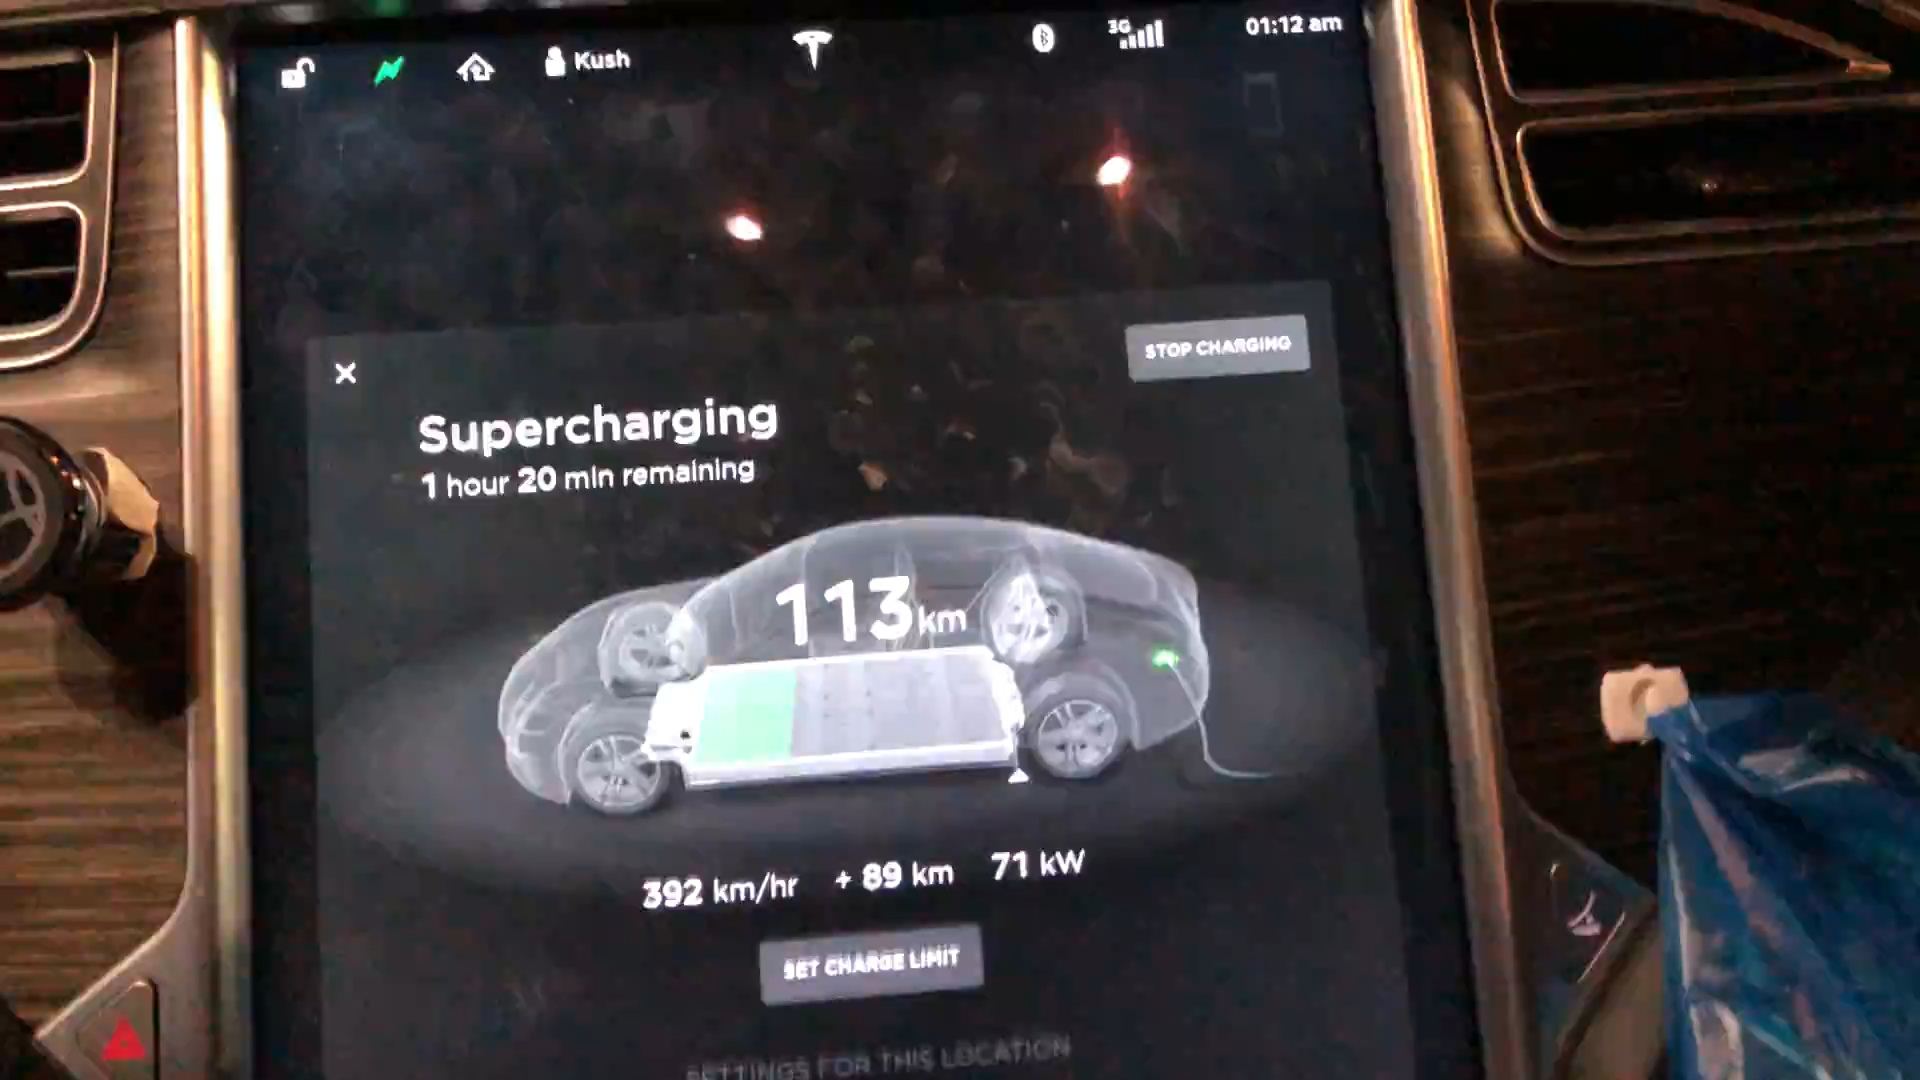 Kush
3G
01:12 am
STOP CHARGING
Supercharging
1 hour 20 min remaining
113 km
392 km/hr + 89 km 71 kW
SET CHARGE LIMIT
SETTINGS FOR THIS LOCATION